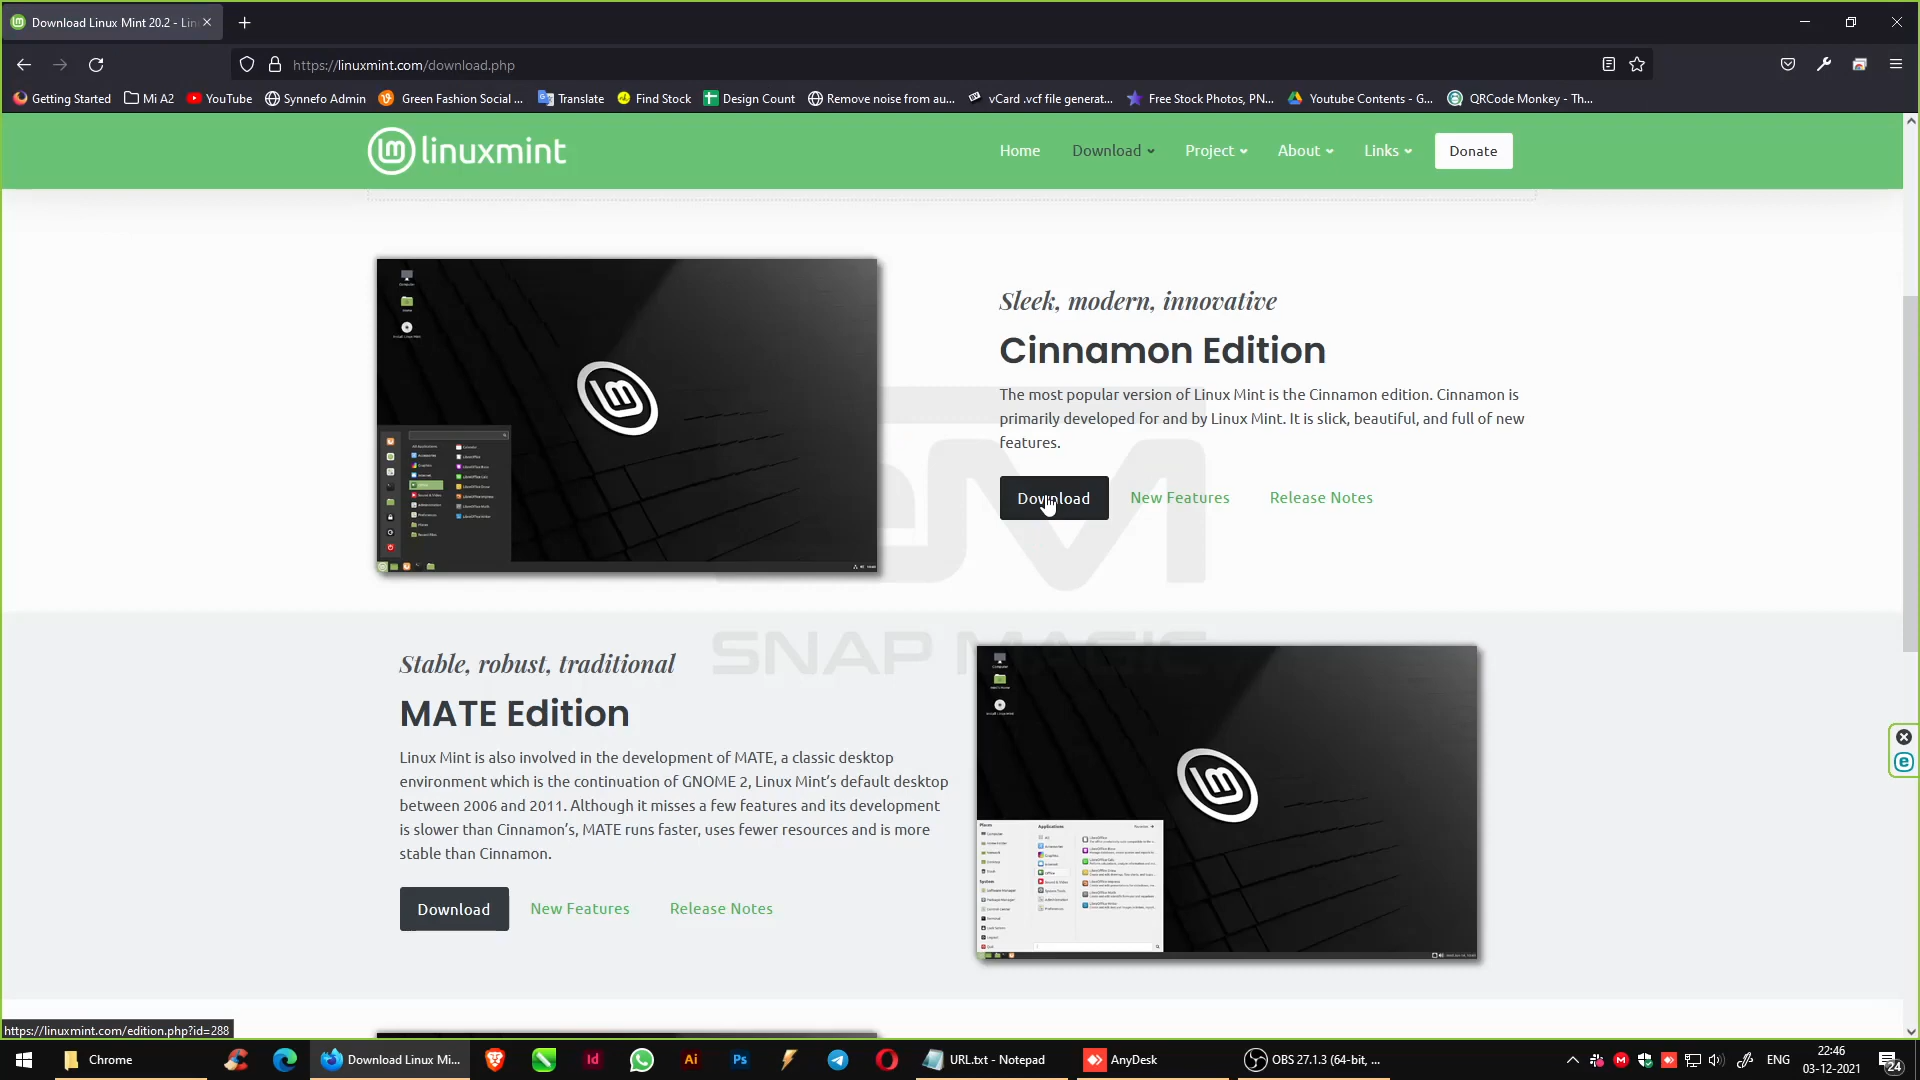 Download Linux Mint 20.2 - Lin
https://linuxmint.com/download.php
Getting Started
Mi A2
YouTube
Synnefo Admin
Green Fashion Social ...
Translate
Find Stock
Design Count
Remove noise from au...
vCard .vcf file generat...
Free Stock Photos, PN...
Youtube Contents - G...
QRCode Monkey - Th...
linuxmint
Home
Download
Project
About
Links
Donate
Sleek, modern, innovative
Cinnamon Edition
The most popular version of Linux Mint is the Cinnamon edition. Cinnamon is
primarily developed for and by Linux Mint. It is slick, beautiful, and full of new
features.
Download
New Features
Release Notes
SNAP MAGIC
Stable, robust, traditional
MATE Edition
Linux Mint is also involved in the development of MATE, a classic desktop
environment which is the continuation of GNOME 2, Linux Mint's default desktop
between 2006 and 2011. Although it misses a few features and its development
is slower than Cinnamon's, MATE runs faster, uses fewer resources and is more
stable than Cinnamon.
Download
New Features
Release Notes
https://linuxmint.com/edition.php?id=288
Chrome
Download Linux Mi...
Id
Ai
Ps
URL.txt - Notepad
AnyDesk
OBS 27.1.3 (64-bit, ...
ENG
22:46
03-12-2021
24